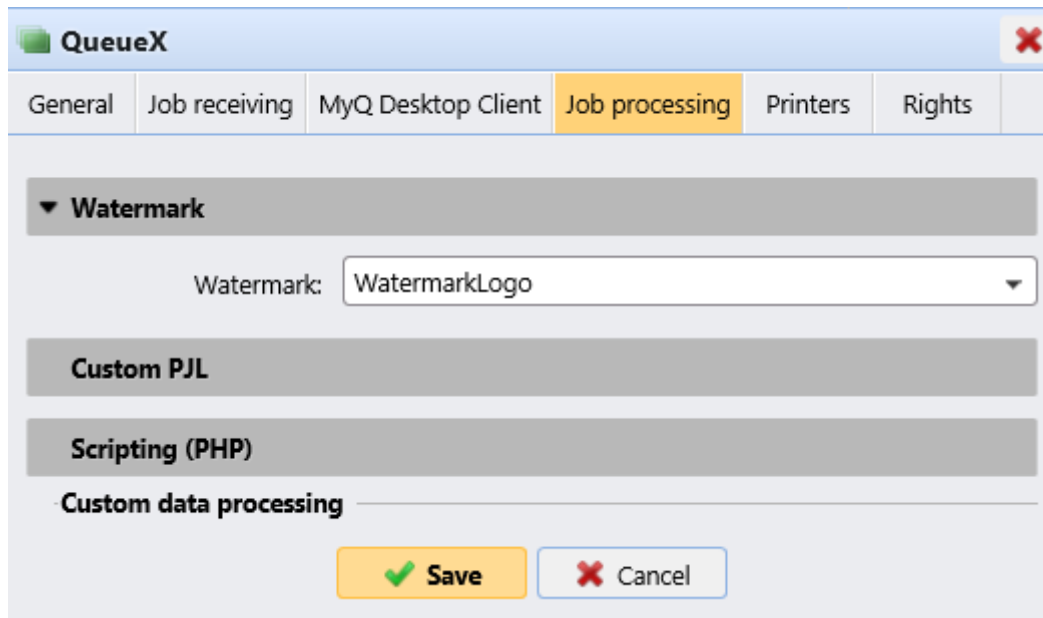 QueueX
General Job receiving MyQ Desktop Client Job processing Printers Rights
Watermark
Watermark: WatermarkLogo
Custom PJL
Scripting (PHP)
Custom data processing
Save Cancel